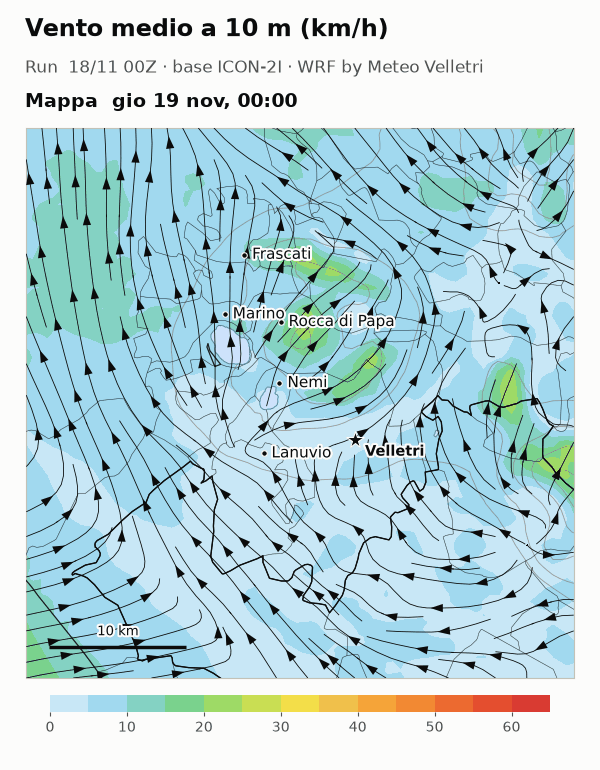 Vento medio a 10 m (km/h)
Run  18/11 00Z · base ICON-2I · WRF by Meteo Velletri
Mappa  gio 19 nov, 00:00
Frascati
Marino
Rocca di Papa
Nemi
Velletri
Lanuvio
10 km
0 10 20 30 40 50 60